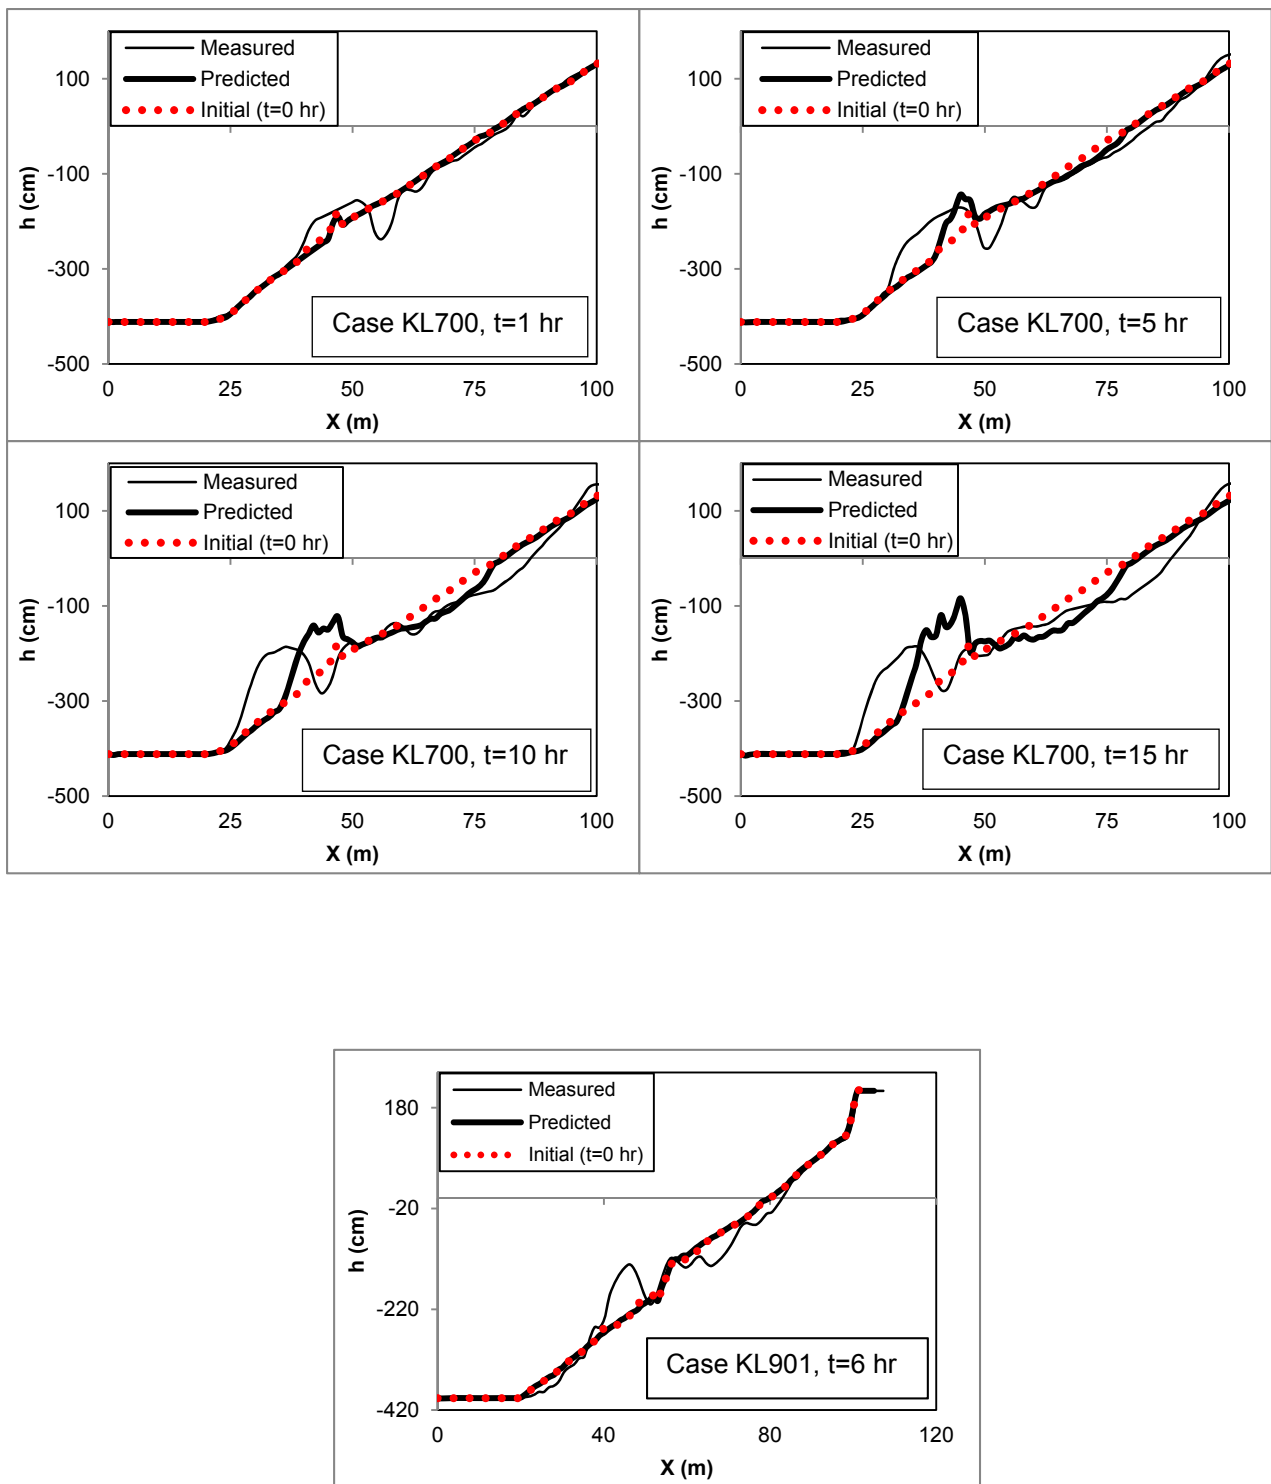 Measured
Predicted
Initial (t=0 hr)
100
-100
-300
-500
h (cm)
Case KL700, t=1 hr
0 25 50 75 100
X (m)
Measured
Predicted
Initial (t=0 hr)
100
-100
-300
-500
h (cm)
Case KL700, t=5 hr
0 25 50 75 100
X (m)
Measured
Predicted
Initial (t=0 hr)
100
-100
-300
-500
h (cm)
Case KL700, t=10 hr
0 25 50 75 100
X (m)
Measured
Predicted
Initial (t=0 hr)
100
-100
-300
-500
h (cm)
Case KL700, t=15 hr
0 25 50 75 100
X (m)
Measured
Predicted
Initial (t=0 hr)
180
-20
-220
-420
h (cm)
Case KL901, t=6 hr
0 40 80 120
X (m)